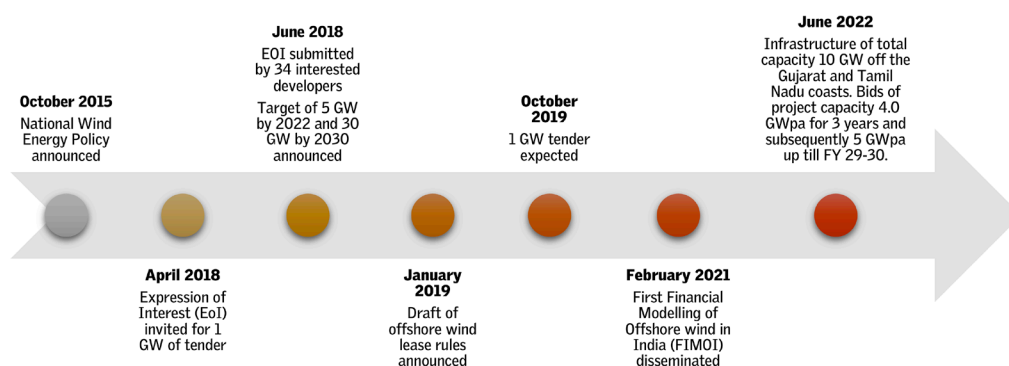 October 2015
National Wind
Energy Policy
announced
April 2018
Expression of
Interest (EoI)
invited for 1
GW of tender
June 2018
EOI submitted
by 34 interested
developers
Target of 5 GW
by 2022 and 30
GW by 2030
announced
January
2019
Draft of
offshore wind
lease rules
announced
October
2019
1 GW tender
expected
February 2021
First Financial
Modelling of
Offshore wind in
India (FIMOI)
disseminated
June 2022
Infrastructure of total
capacity 10 GW off the
Gujarat and Tamil
Nadu coasts. Bids of
project capacity 4.0
GWpa for 3 years and
subsequently 5 GWpa
up till FY 29-30.